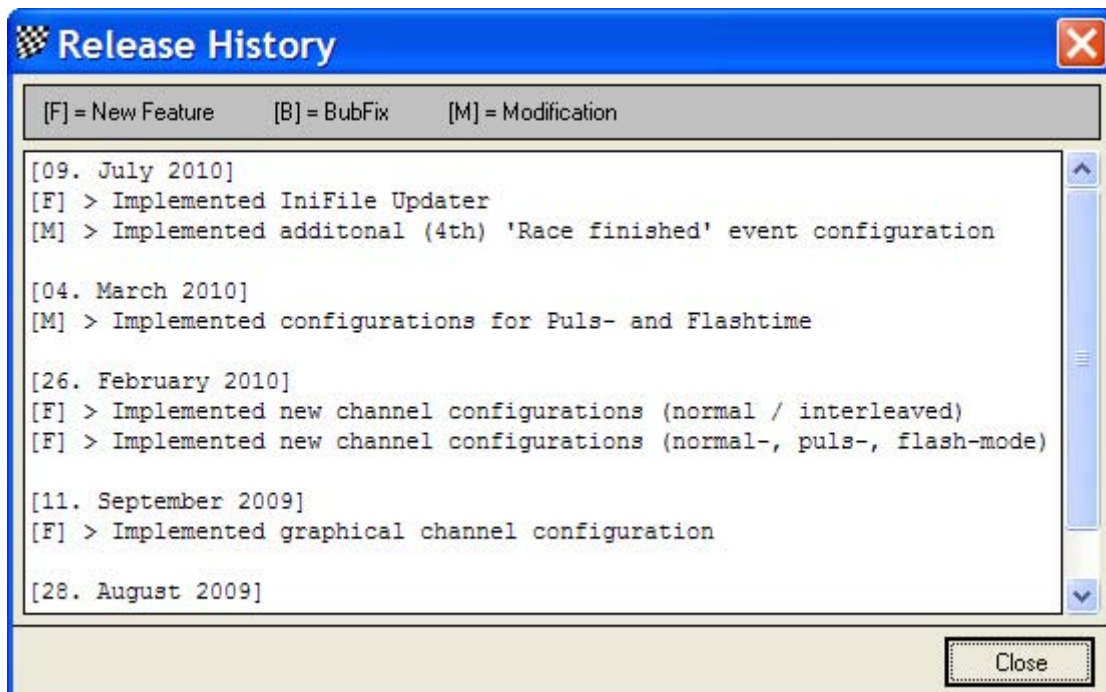 Release History
[F] = New Feature [B] = BubFix [M] = Modification
[09. July 2010]
[F] > Implemented IniFile Updater
[M] > Implemented additonal (4th) 'Race finished' event configuration
[04. March 2010]
[M] > Implemented configurations for Puls- and Flashtime
[26. February 2010]
[F] > Implemented new channel configurations (normal / interleaved)
[F] > Implemented new channel configurations (normal-, puls-, flash-mode)
[11. September 2009]
[F] > Implemented graphical channel configuration
[28. August 2009]
Close